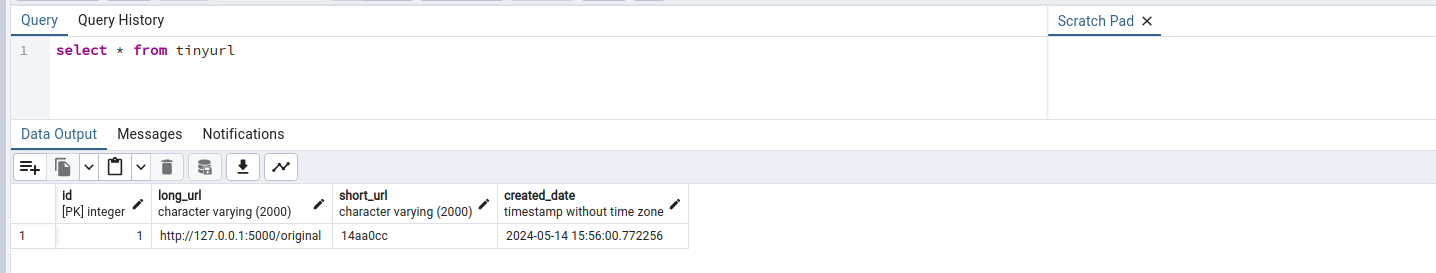 Query Query History Scratch Pad ✕
1 select * from tinyurl
Data Output Messages Notifications
id long_url short_url created_date
[PK] integer character varying (2000) character varying (2000) timestamp without time zone
1 1 http://127.0.0.1:5000/original 14aa0cc 2024-05-14 15:56:00.772256